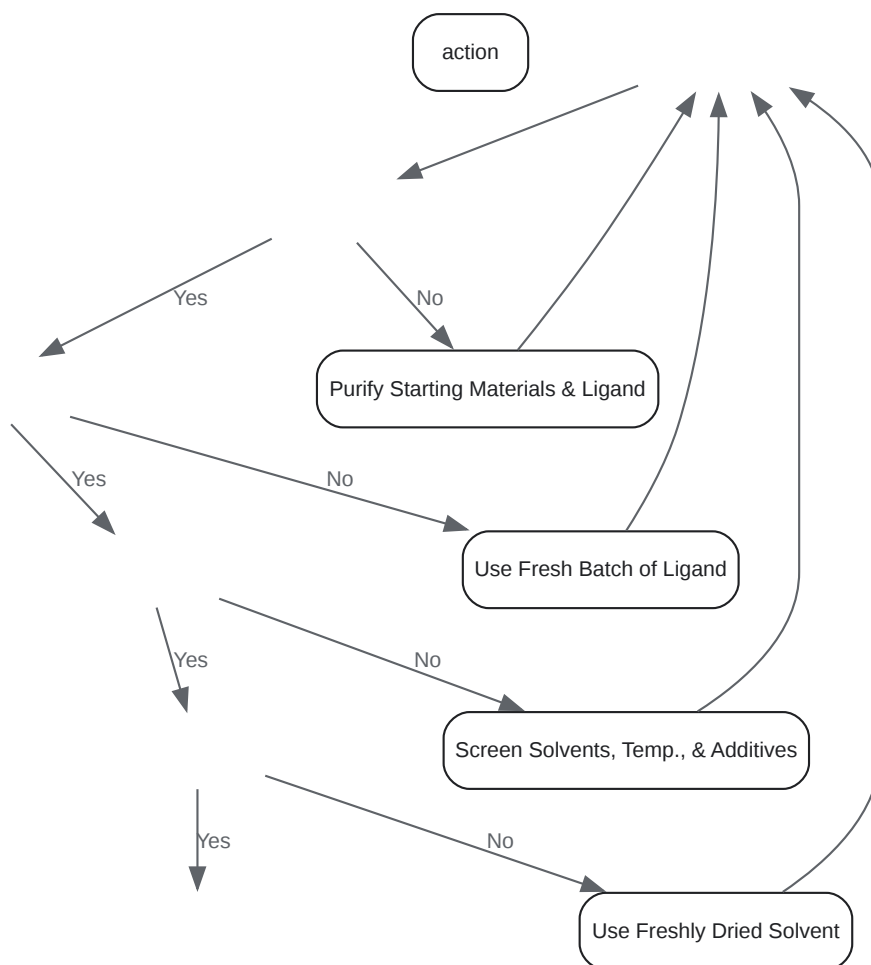 action
Yes
No
Purify Starting Materials & Ligand
Yes
No
Use Fresh Batch of Ligand
Yes
No
Screen Solvents, Temp., & Additives
Yes
No
Use Freshly Dried Solvent